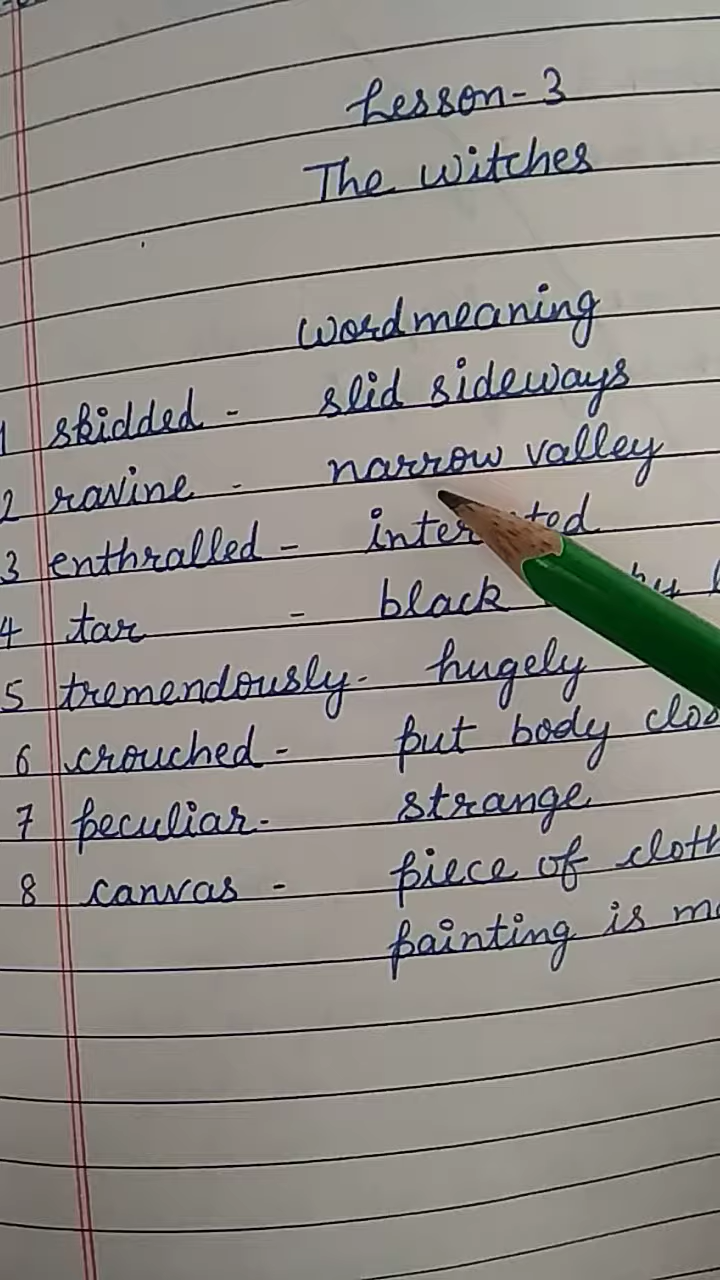 Lesson - 3
The Witches
Wordmeaning
1 skidded - slid sideways
2 ravine - narrow valley
3 enthralled -
4 tar - black
5 tremendously - hugely
6 crouched - put body
7 peculiar - strange
8 canvas - piece of cloth
painting is